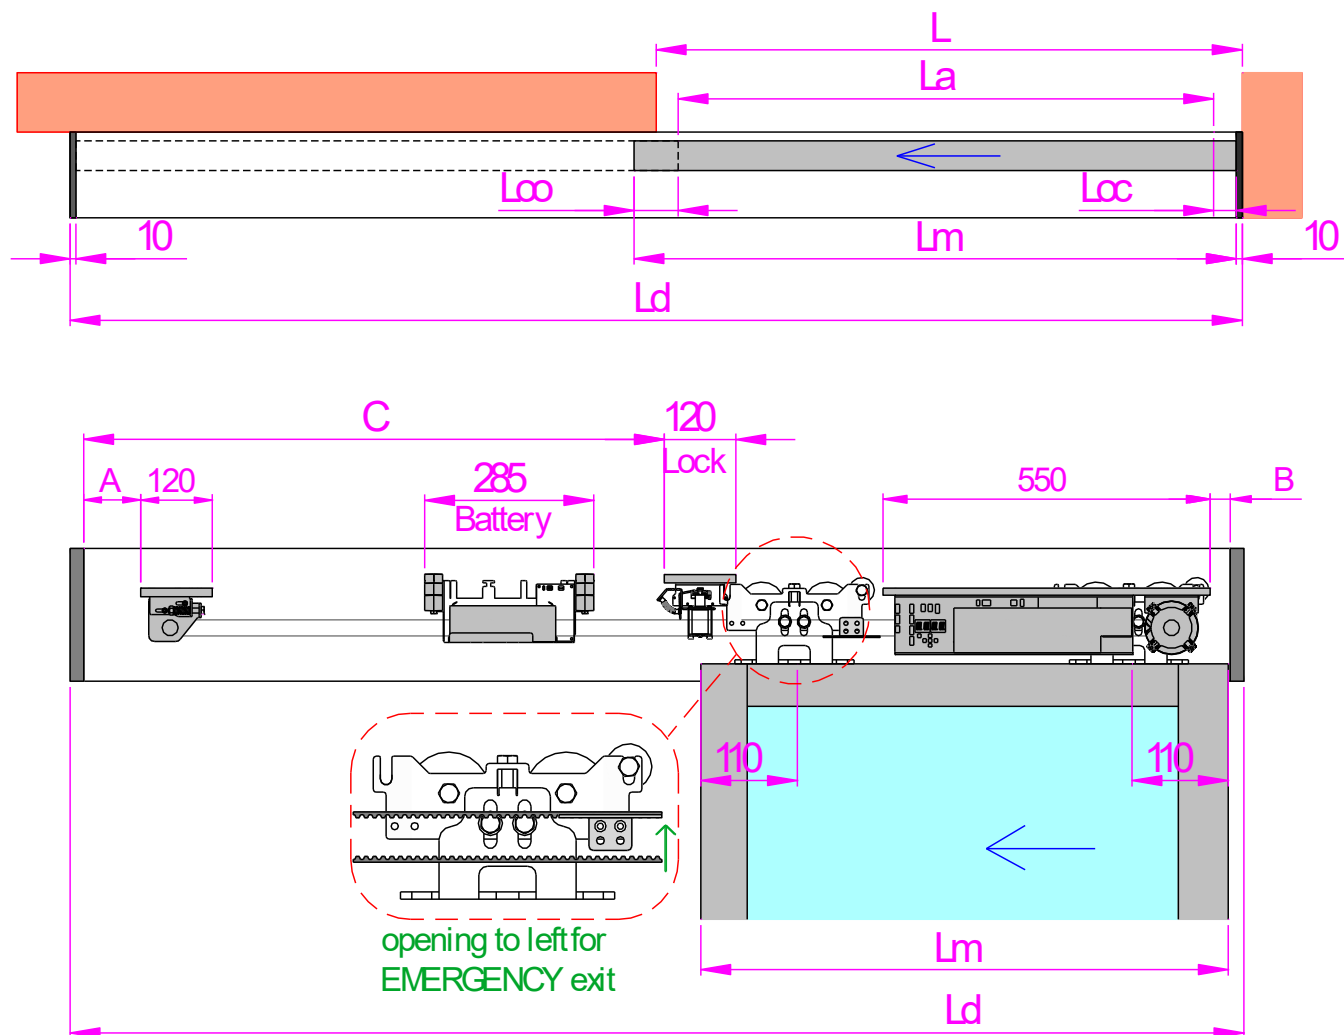 L
La
Loo
Loc
10
Lm
10
Ld
C
120
Lock
A
120
285
Battery
550
B
110
110
opening to left for
EMERGENCY exit
Lm
Ld